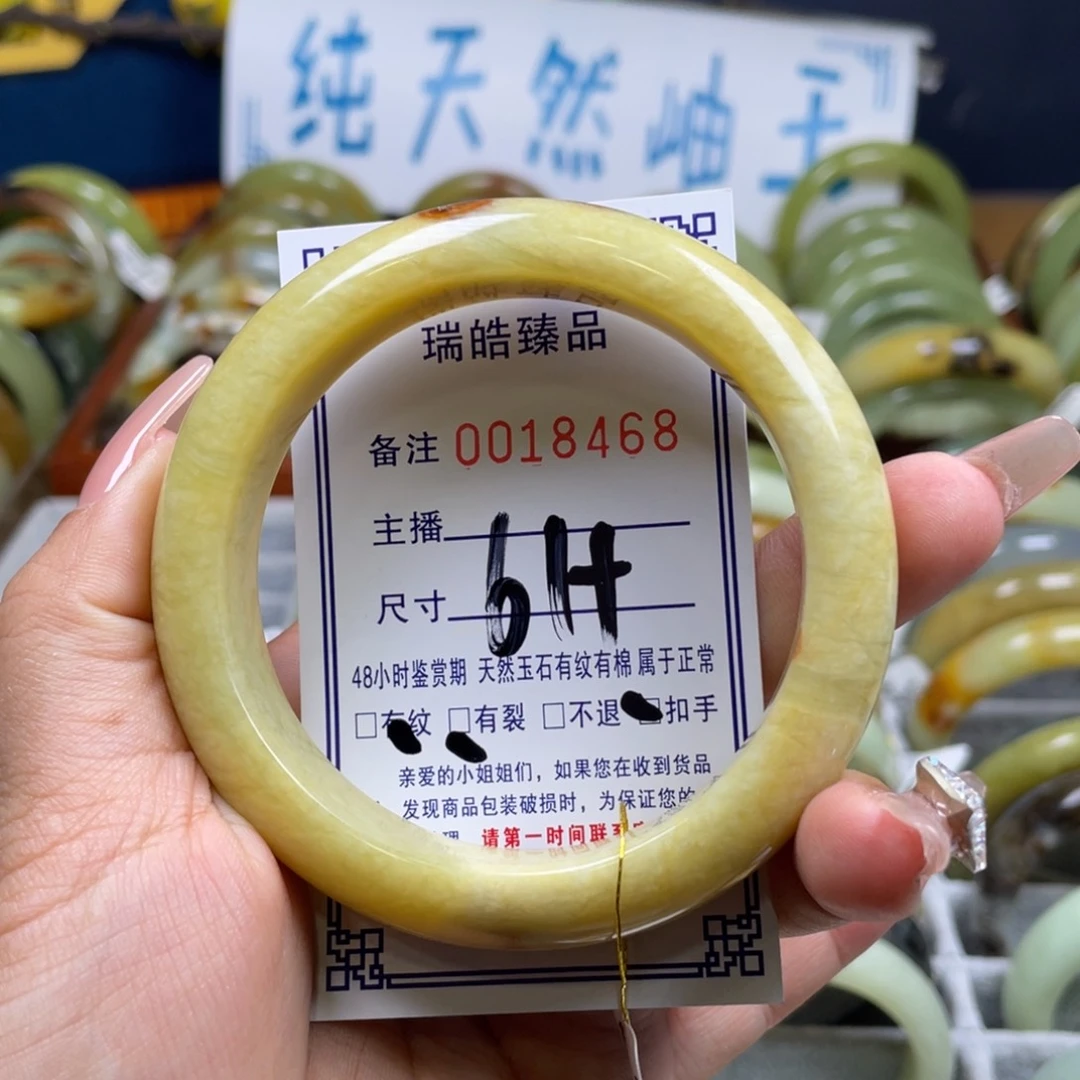 纯天然岫玉
瑞皓臻品
备注 0018468
主播
尺寸 61+
48小时鉴赏期 天然玉石有纹有棉 属于正常
□有纹 □有裂 □不退 □扣手
亲爱的小姐姐们，如果您在收到货品
发现商品包装破损时，为保证您的
理 请第一时间联系